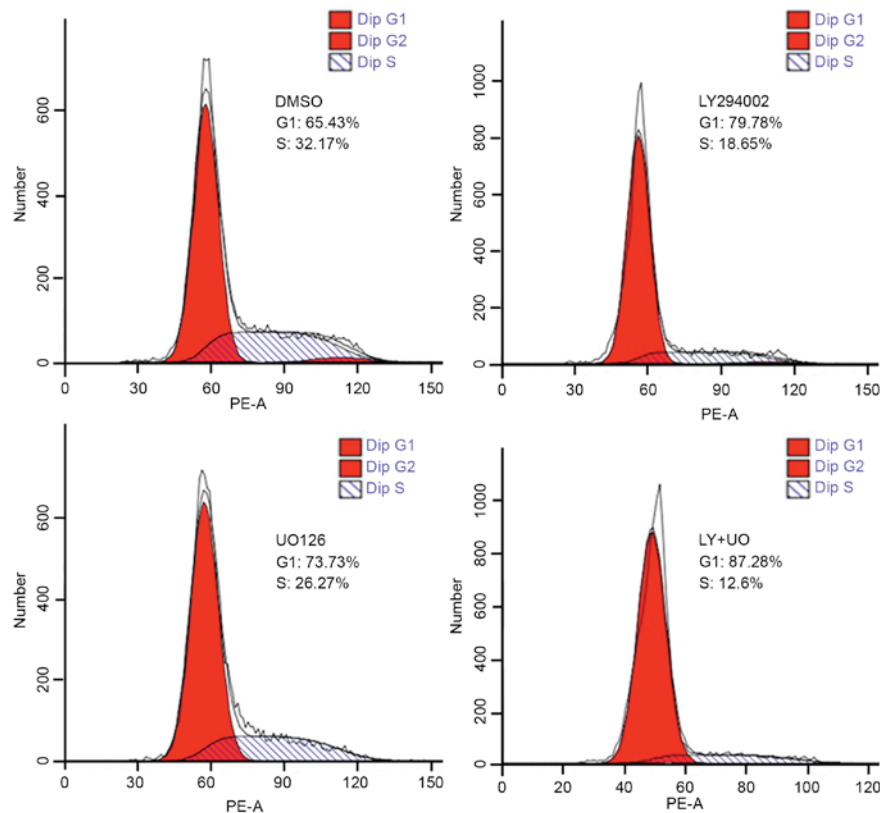 Dip G1
Dip G2
Dip S
DMSO
G1: 65.43%
S: 32.17%
Number
600
400
200
0
0 30 60 90 120 150
PE-A
Dip G1
Dip G2
Dip S
LY294002
G1: 79.78%
S: 18.65%
Number
1000
800
600
400
200
0
0 30 60 90 120 150
PE-A
Dip G1
Dip G2
Dip S
UO126
G1: 73.73%
S: 26.27%
Number
600
400
200
0
0 30 60 90 120 150
PE-A
Dip G1
Dip G2
Dip S
LY+UO
G1: 87.28%
S: 12.6%
Number
1000
800
600
400
200
0
0 20 40 60 80 100 120
PE-A